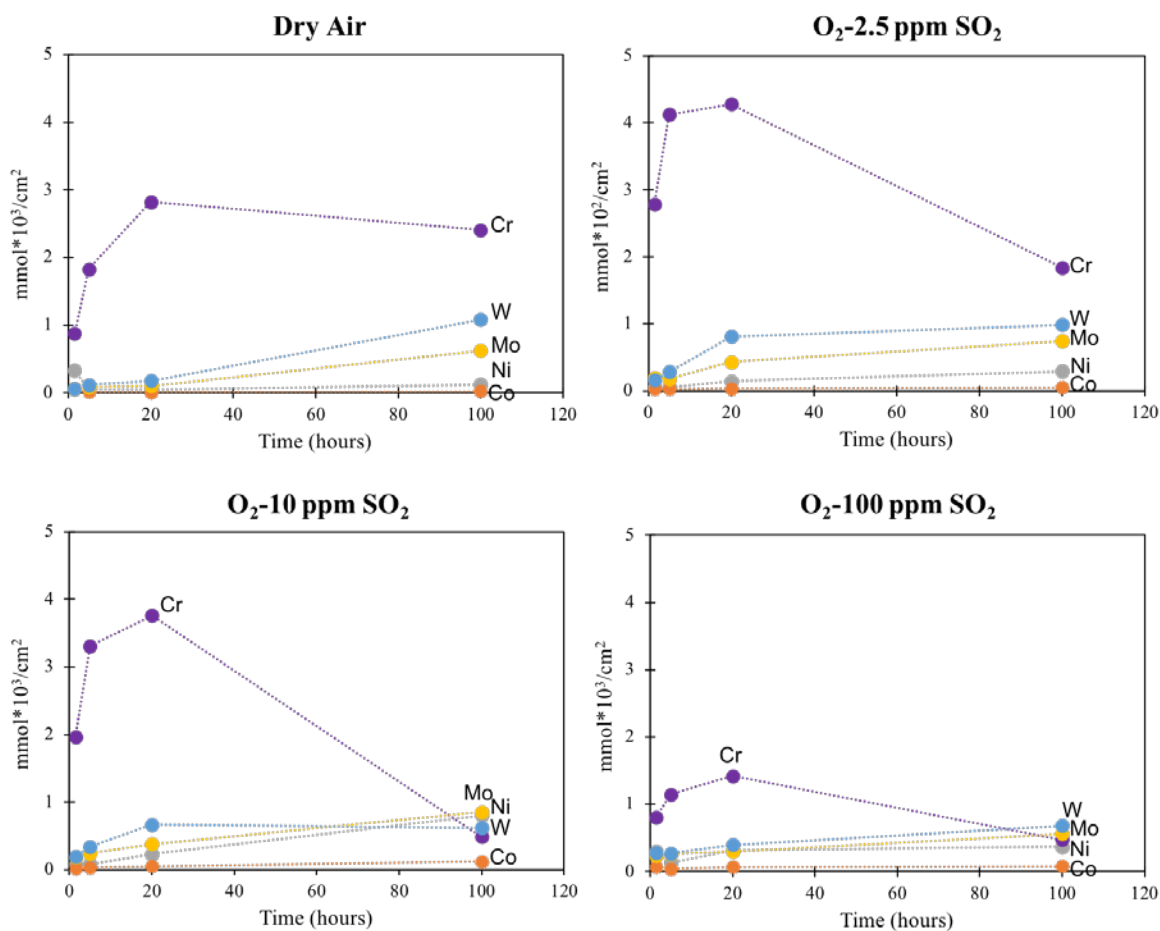 Dry Air
5
4
3
2
1
0
mmol*10³/cm²
Cr
W
Mo
Ni
Co
0 20 40 60 80 100 120
Time (hours)
O₂-2.5 ppm SO₂
5
4
3
2
1
0
mmol*10²/cm²
Cr
W
Mo
Ni
Co
0 20 40 60 80 100 120
Time (hours)
O₂-10 ppm SO₂
5
4
3
2
1
0
mmol*10³/cm²
Cr
Mo
Ni
W
Co
0 20 40 60 80 100 120
Time (hours)
O₂-100 ppm SO₂
5
4
3
2
1
0
mmol*10³/cm²
Cr
W
Mo
Ni
Co
0 20 40 60 80 100 120
Time (hours)